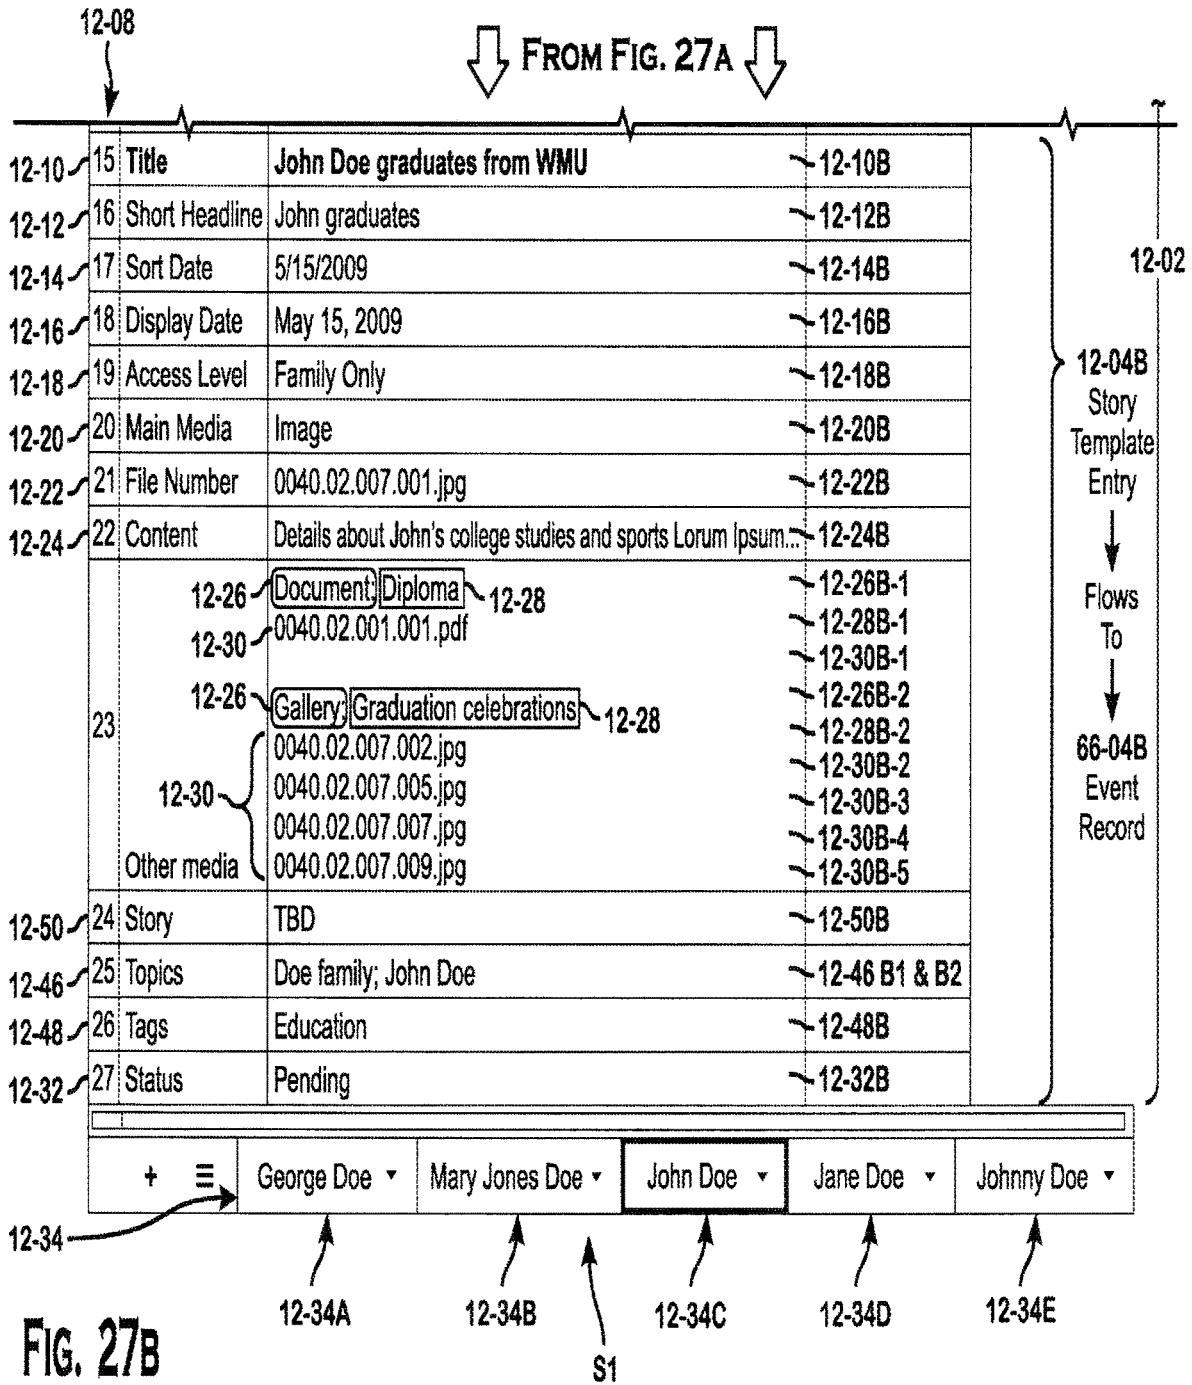 12-08
FROM FIG. 27A
12-10 15 Title John Doe graduates from WMU 12-10B
12-12 16 Short Headline John graduates 12-12B
12-14 17 Sort Date 5/15/2009 12-14B
12-02
12-16 18 Display Date May 15, 2009 12-16B
12-18 19 Access Level Family Only 12-18B
12-20 20 Main Media Image 12-20B
12-22 21 File Number 0040.02.007.001.jpg 12-22B
12-24 22 Content Details about John's college studies and sports Lorum Ipsum... 12-24B
12-04B
Story
Template
Entry
Flows
To
66-04B
Event
Record
23
12-26 Document: Diploma 12-28 12-26B-1
12-30 0040.02.001.001.pdf 12-28B-1
12-30B-1
12-26 Gallery: Graduation celebrations 12-28 12-26B-2
12-28B-2
12-30
0040.02.007.002.jpg 12-30B-2
0040.02.007.005.jpg 12-30B-3
0040.02.007.007.jpg 12-30B-4
Other media 0040.02.007.009.jpg 12-30B-5
12-50 24 Story TBD 12-50B
12-46 25 Topics Doe family; John Doe 12-46 B1 & B2
12-48 26 Tags Education 12-48B
12-32 27 Status Pending 12-32B
+ ☰ George Doe ▾ Mary Jones Doe ▾ John Doe ▾ Jane Doe ▾ Johnny Doe ▾
12-34
12-34A 12-34B 12-34C 12-34D 12-34E
S1
FIG. 27B